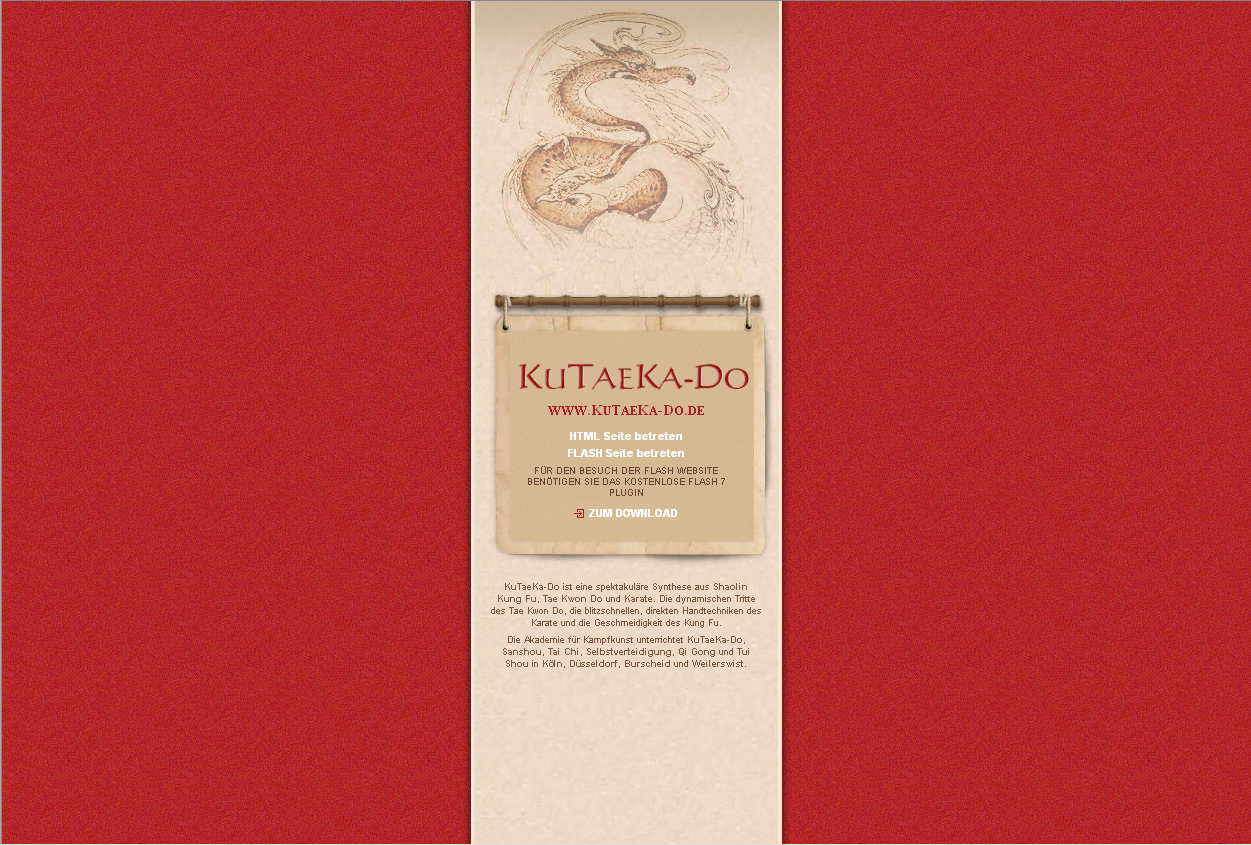 KuTaeKa-Do
www.KuTaeKa-Do.de
HTML Seite betreten
FLASH Seite betreten
FÜR DEN BESUCH DER FLASH WEBSITE
BENÖTIGEN SIE DAS KOSTENLOSE FLASH 7
PLUGIN
ZUM DOWNLOAD
KuTaeKa-Do ist eine spektakuläre Synthese aus Shaolin
Kung Fu, Tae Kwon Do und Karate. Die dynamischen Tritte
des Tae Kwon Do, die blitzschnellen, direkten Handtechniken des
Karate und die Geschmeidigkeit des Kung Fu.
Die Akademie für Kampfkunst unterrichtet KuTaeKa-Do,
Sanshou, Tai Chi, Selbstverteidigung, Qi Gong und Tui
Shou in Köln, Düsseldorf, Burscheid und Weilerswist.